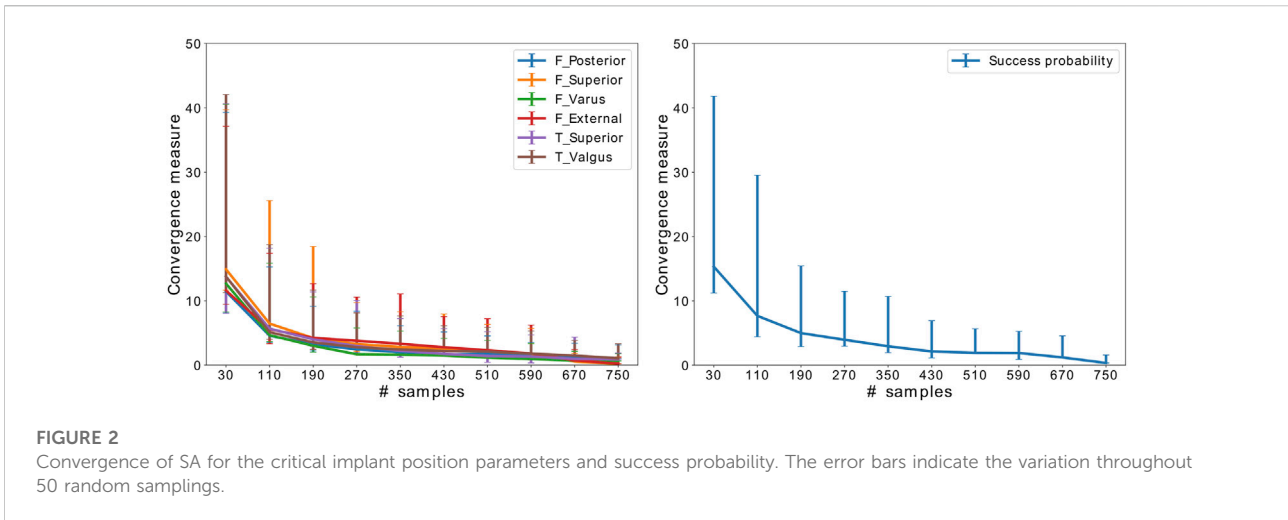 50
40
30
20
10
0
Convergence measure
F_Posterior
F_Superior
F_Varus
F_External
T_Superior
T_Valgus
30 110 190 270 350 430 510 590 670 750
# samples
50
40
30
20
10
0
Convergence measure
Success probability
30 110 190 270 350 430 510 590 670 750
# samples
FIGURE 2
Convergence of SA for the critical implant position parameters and success probability. The error bars indicate the variation throughout
50 random samplings.